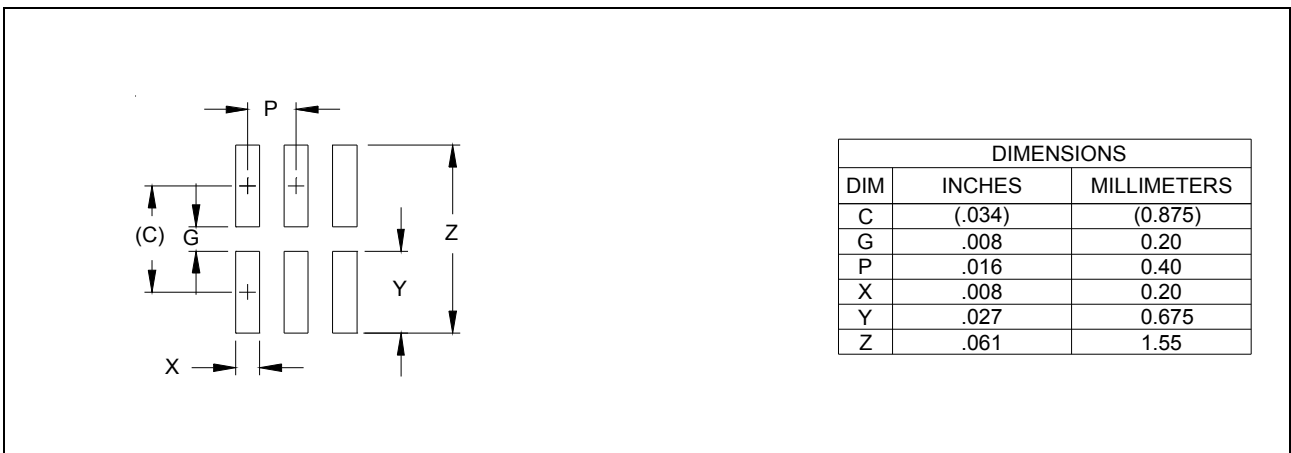 P
(C)
G
Z
Y
X
DIMENSIONS
DIM INCHES MILLIMETERS
C (.034) (0.875)
G .008 0.20
P .016 0.40
X .008 0.20
Y .027 0.675
Z .061 1.55